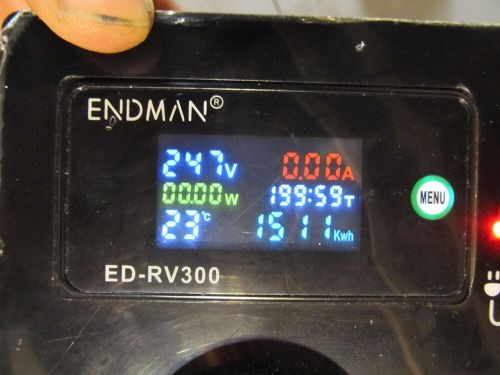 ENDMAN®
247V 0.00A
00.00W 199:59T
23℃ 1511Kwh
MENU
ED-RV300